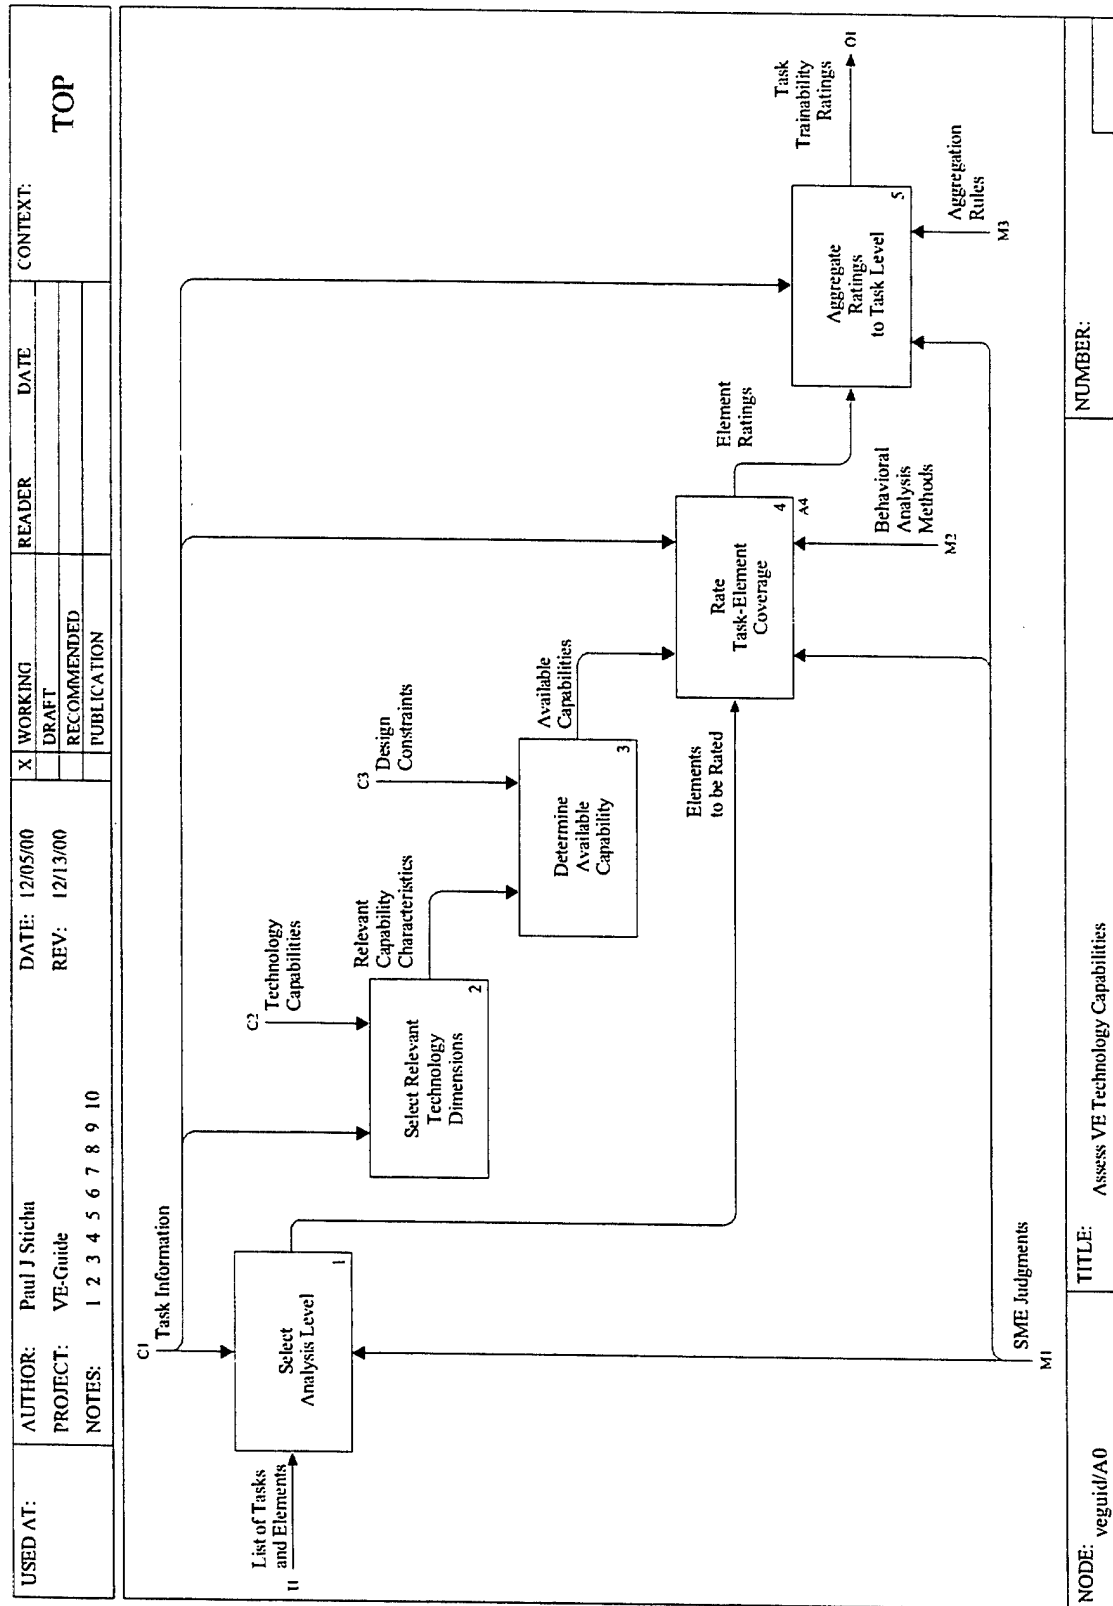 USED AT:
AUTHOR: Paul J Sticha
DATE: 12/05/00
X WORKING
READER DATE
CONTEXT:
PROJECT: VE-Guide
REV: 12/13/00
DRAFT
RECOMMENDED
NOTES: 1 2 3 4 5 6 7 8 9 10
PUBLICATION
TOP
C1
Task Information
I1
List of Tasks
and Elements
Select
Analysis Level
1
C2
Technology
Capabilities
Select Relevant
Technology
Dimensions
2
Relevant
Capability
Characteristics
C3
Design
Constraints
Determine
Available
Capability
3
Available
Capabilities
Elements
to be Rated
Rate
Task-Element
Coverage
4
A4
Element
Ratings
Behavioral
Analysis
Methods
M2
Aggregate
Ratings
to Task Level
5
Task
Trainability
Ratings
O1
Aggregation
Rules
M3
SME Judgments
M1
NODE: veguid/A0
TITLE: Assess VE Technology Capabilities
NUMBER: